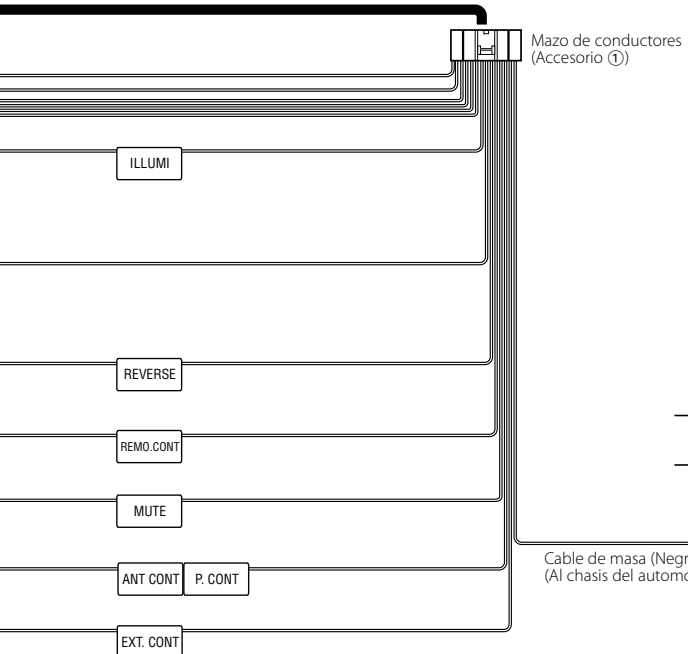 Mazo de conductores
(Accesorio ①)
ILLUMI
REVERSE
REMO.CONT
MUTE
Cable de masa (Negr
(Al chasis del automó
ANT CONT P. CONT
EXT. CONT